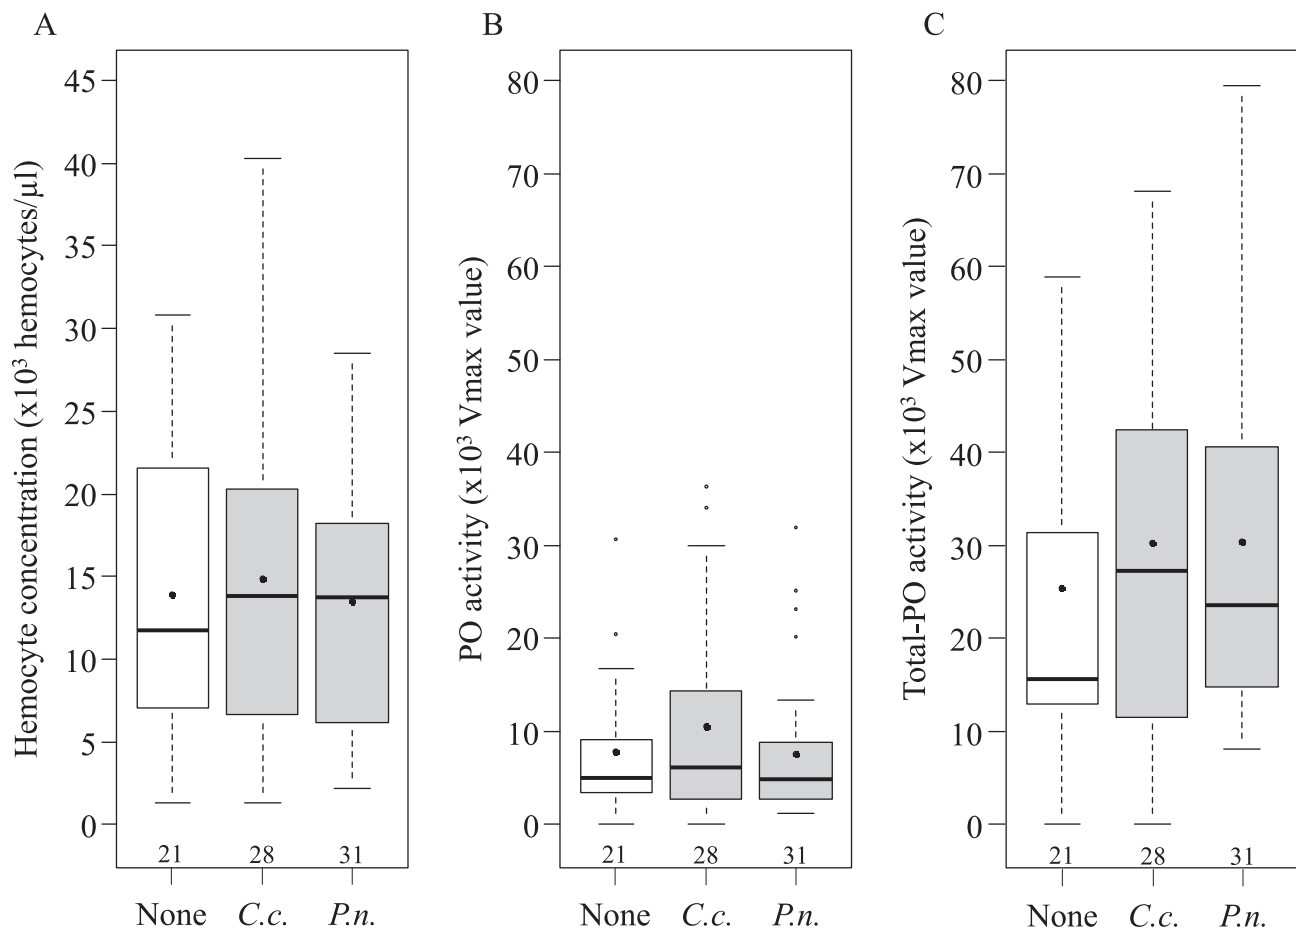 A
Hemocyte concentration (x10³ hemocytes/µl)
45
40
35
30
25
20
15
10
5
0
21 28 31
None C.c. P.n.
B
PO activity (x10³ Vmax value)
80
70
60
50
40
30
20
10
0
21 28 31
None C.c. P.n.
C
Total-PO activity (x10³ Vmax value)
80
70
60
50
40
30
20
10
0
21 28 31
None C.c. P.n.